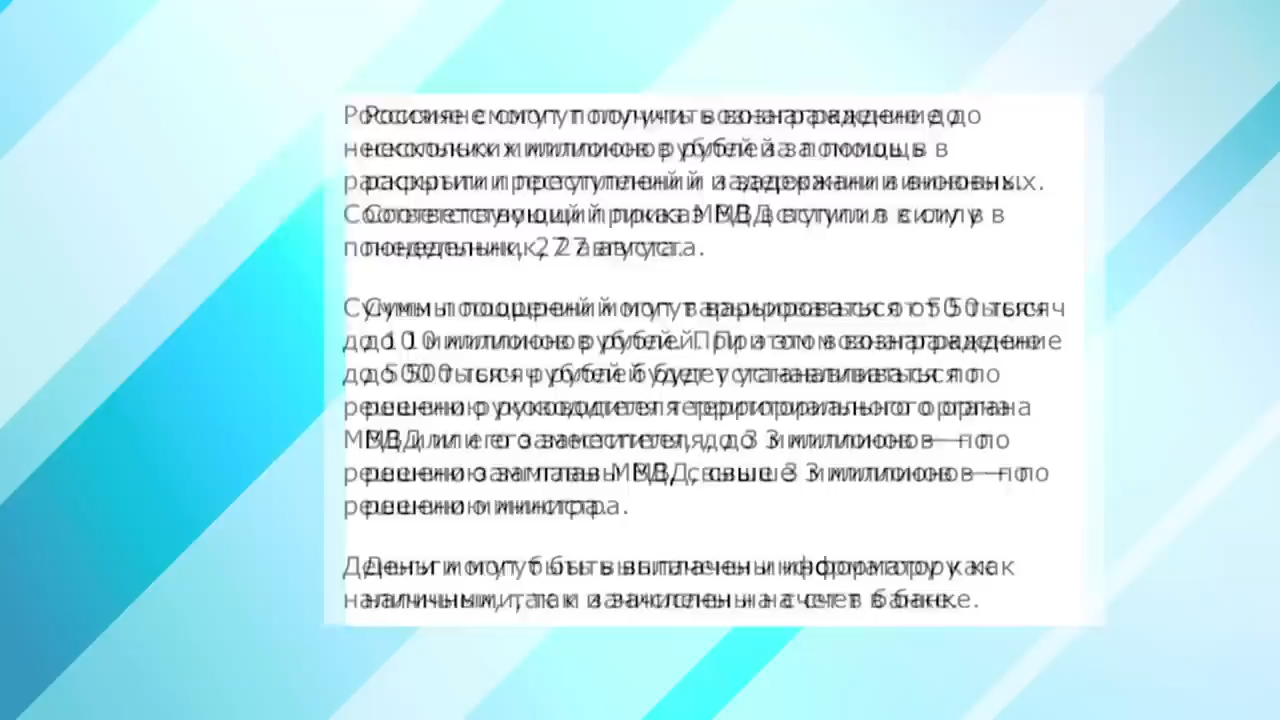 Россияне смогут получить вознаграждение до
нескольких миллионов рублей за помощь в
раскрытии преступлений и задержании виновных.
Соответствующий приказ МВД вступил в силу в
понедельник, 27 августа.
Суммы поощрений могут варьироваться от 50 тысяч
до 10 миллионов рублей. При этом вознаграждение
до 500 тысяч рублей будет устанавливаться по
решению руководителя территориального органа
МВД или его заместителя, до 3 миллионов — по
решению замглавы МВД, свыше 3 миллионов — по
решению министра.
Деньги могут быть выплачены информатору как
наличными, так и зачислены на счет в банке.